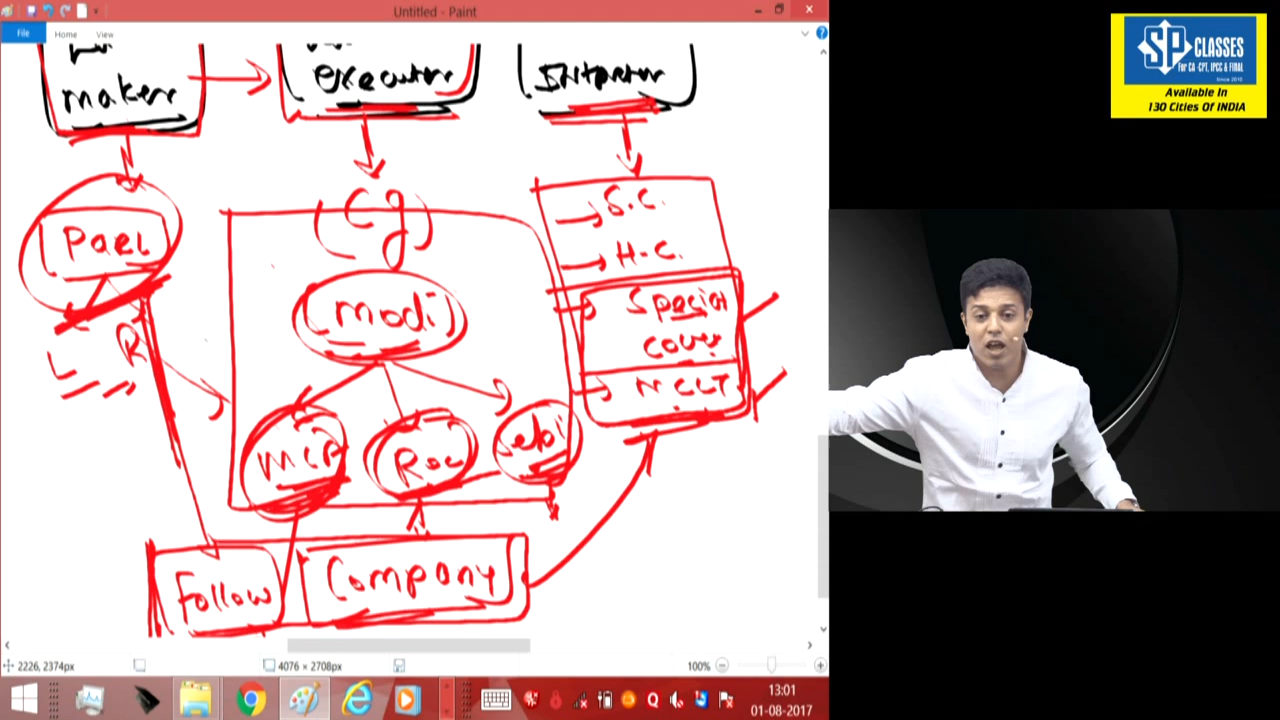 Untitled - Paint
File
Home
View
maker
executor
(Cg)
Parl
S.C.
H.C.
Special
Court
(modi)
NCLT
R
MCA
Roc
Sebi
Follow
Company
2226, 2374px
4076 × 2708px
100%
13:01
01-08-2017
SP CLASSES
For CA-CPT, IPCC & FINAL
Since 2010
Available In
130 Cities Of INDIA